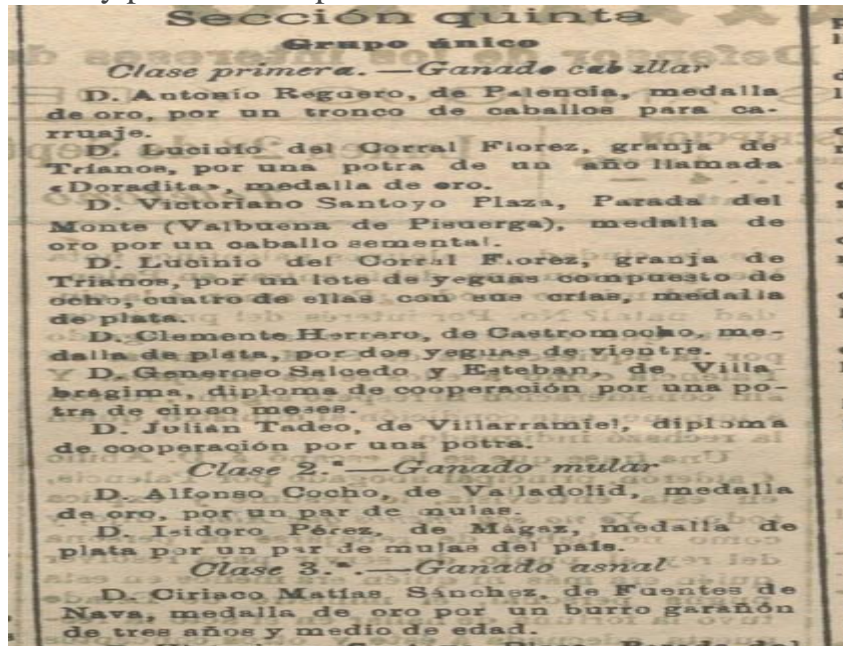 Sección quinta
Grupo único
Clase primera.—Ganado caballar
D. Antonio Reguero, de Palencia, medalla
de oro, por un tronco de caballos para ca-
rruaje.
D. Lucinio del Corral Florez, granja de
Trianos, por una potra de un año llamada
«Doradita», medalla de oro.
D. Victoriano Santoyo Plaza, Parada del
Monte (Valbuena de Pisuerga), medalla de
oro por un caballo semental.
D. Lucinio del Corral Florez, granja de
Trianos, por un lote de yeguas compuesto de
ocho, cuatro de ellas con sus crías, medalla
de plata.
D. Clemente Herrero, de Castromocho, me-
dalla de plata, por dos yeguas de vientre.
D. Generoso Salcedo y Esteban, de Villa
brágima, diploma de cooperación por una po-
tra de cinco meses.
D. Julián Tadeo, de Villarramiel, diploma
de cooperación por una potra.
Clase 2.ª—Ganado mular
D. Alfonso Cocho, de Valladolid, medalla
de oro, por un par de mulas.
D. Isidoro Pérez, de Magaz, medalla de
plata por un par de mulas del país.
Clase 3.ª.—Ganado asnal
D. Ciriaco Matías Sánchez, de Fuentes de
Nava, medalla de oro por un burro garañón
de tres años y medio de edad.